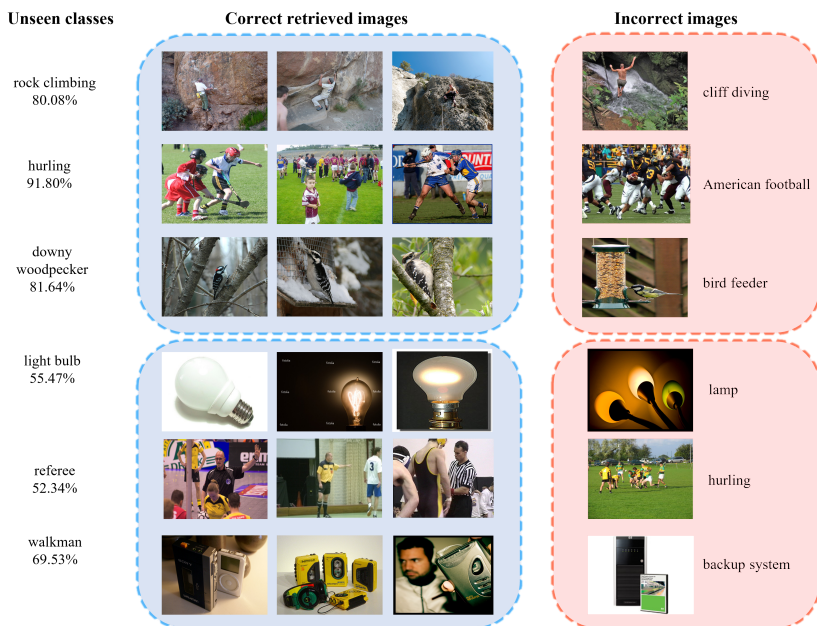 Unseen classes
Correct retrieved images
Incorrect images
rock climbing
80.08%
cliff diving
hurling
91.80%
American football
downy
woodpecker
81.64%
bird feeder
light bulb
55.47%
lamp
referee
52.34%
3
hurling
walkman
69.53%
backup system